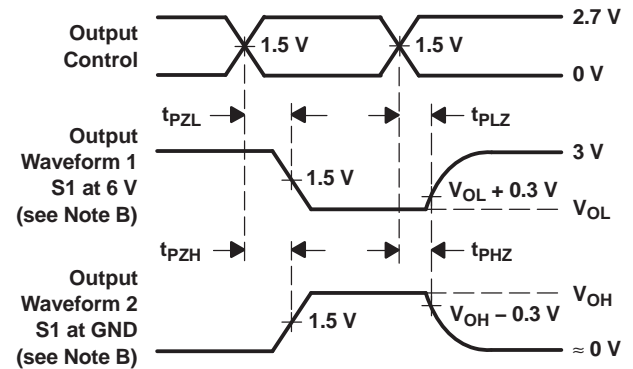 Output
Control
1.5 V
1.5 V
2.7 V
0 V
tPZL
tPLZ
Output
Waveform 1
S1 at 6 V
(see Note B)
1.5 V
3 V
VOL + 0.3 V
VOL
tPZH
tPHZ
Output
Waveform 2
S1 at GND
(see Note B)
1.5 V
VOH
VOH − 0.3 V
≈ 0 V